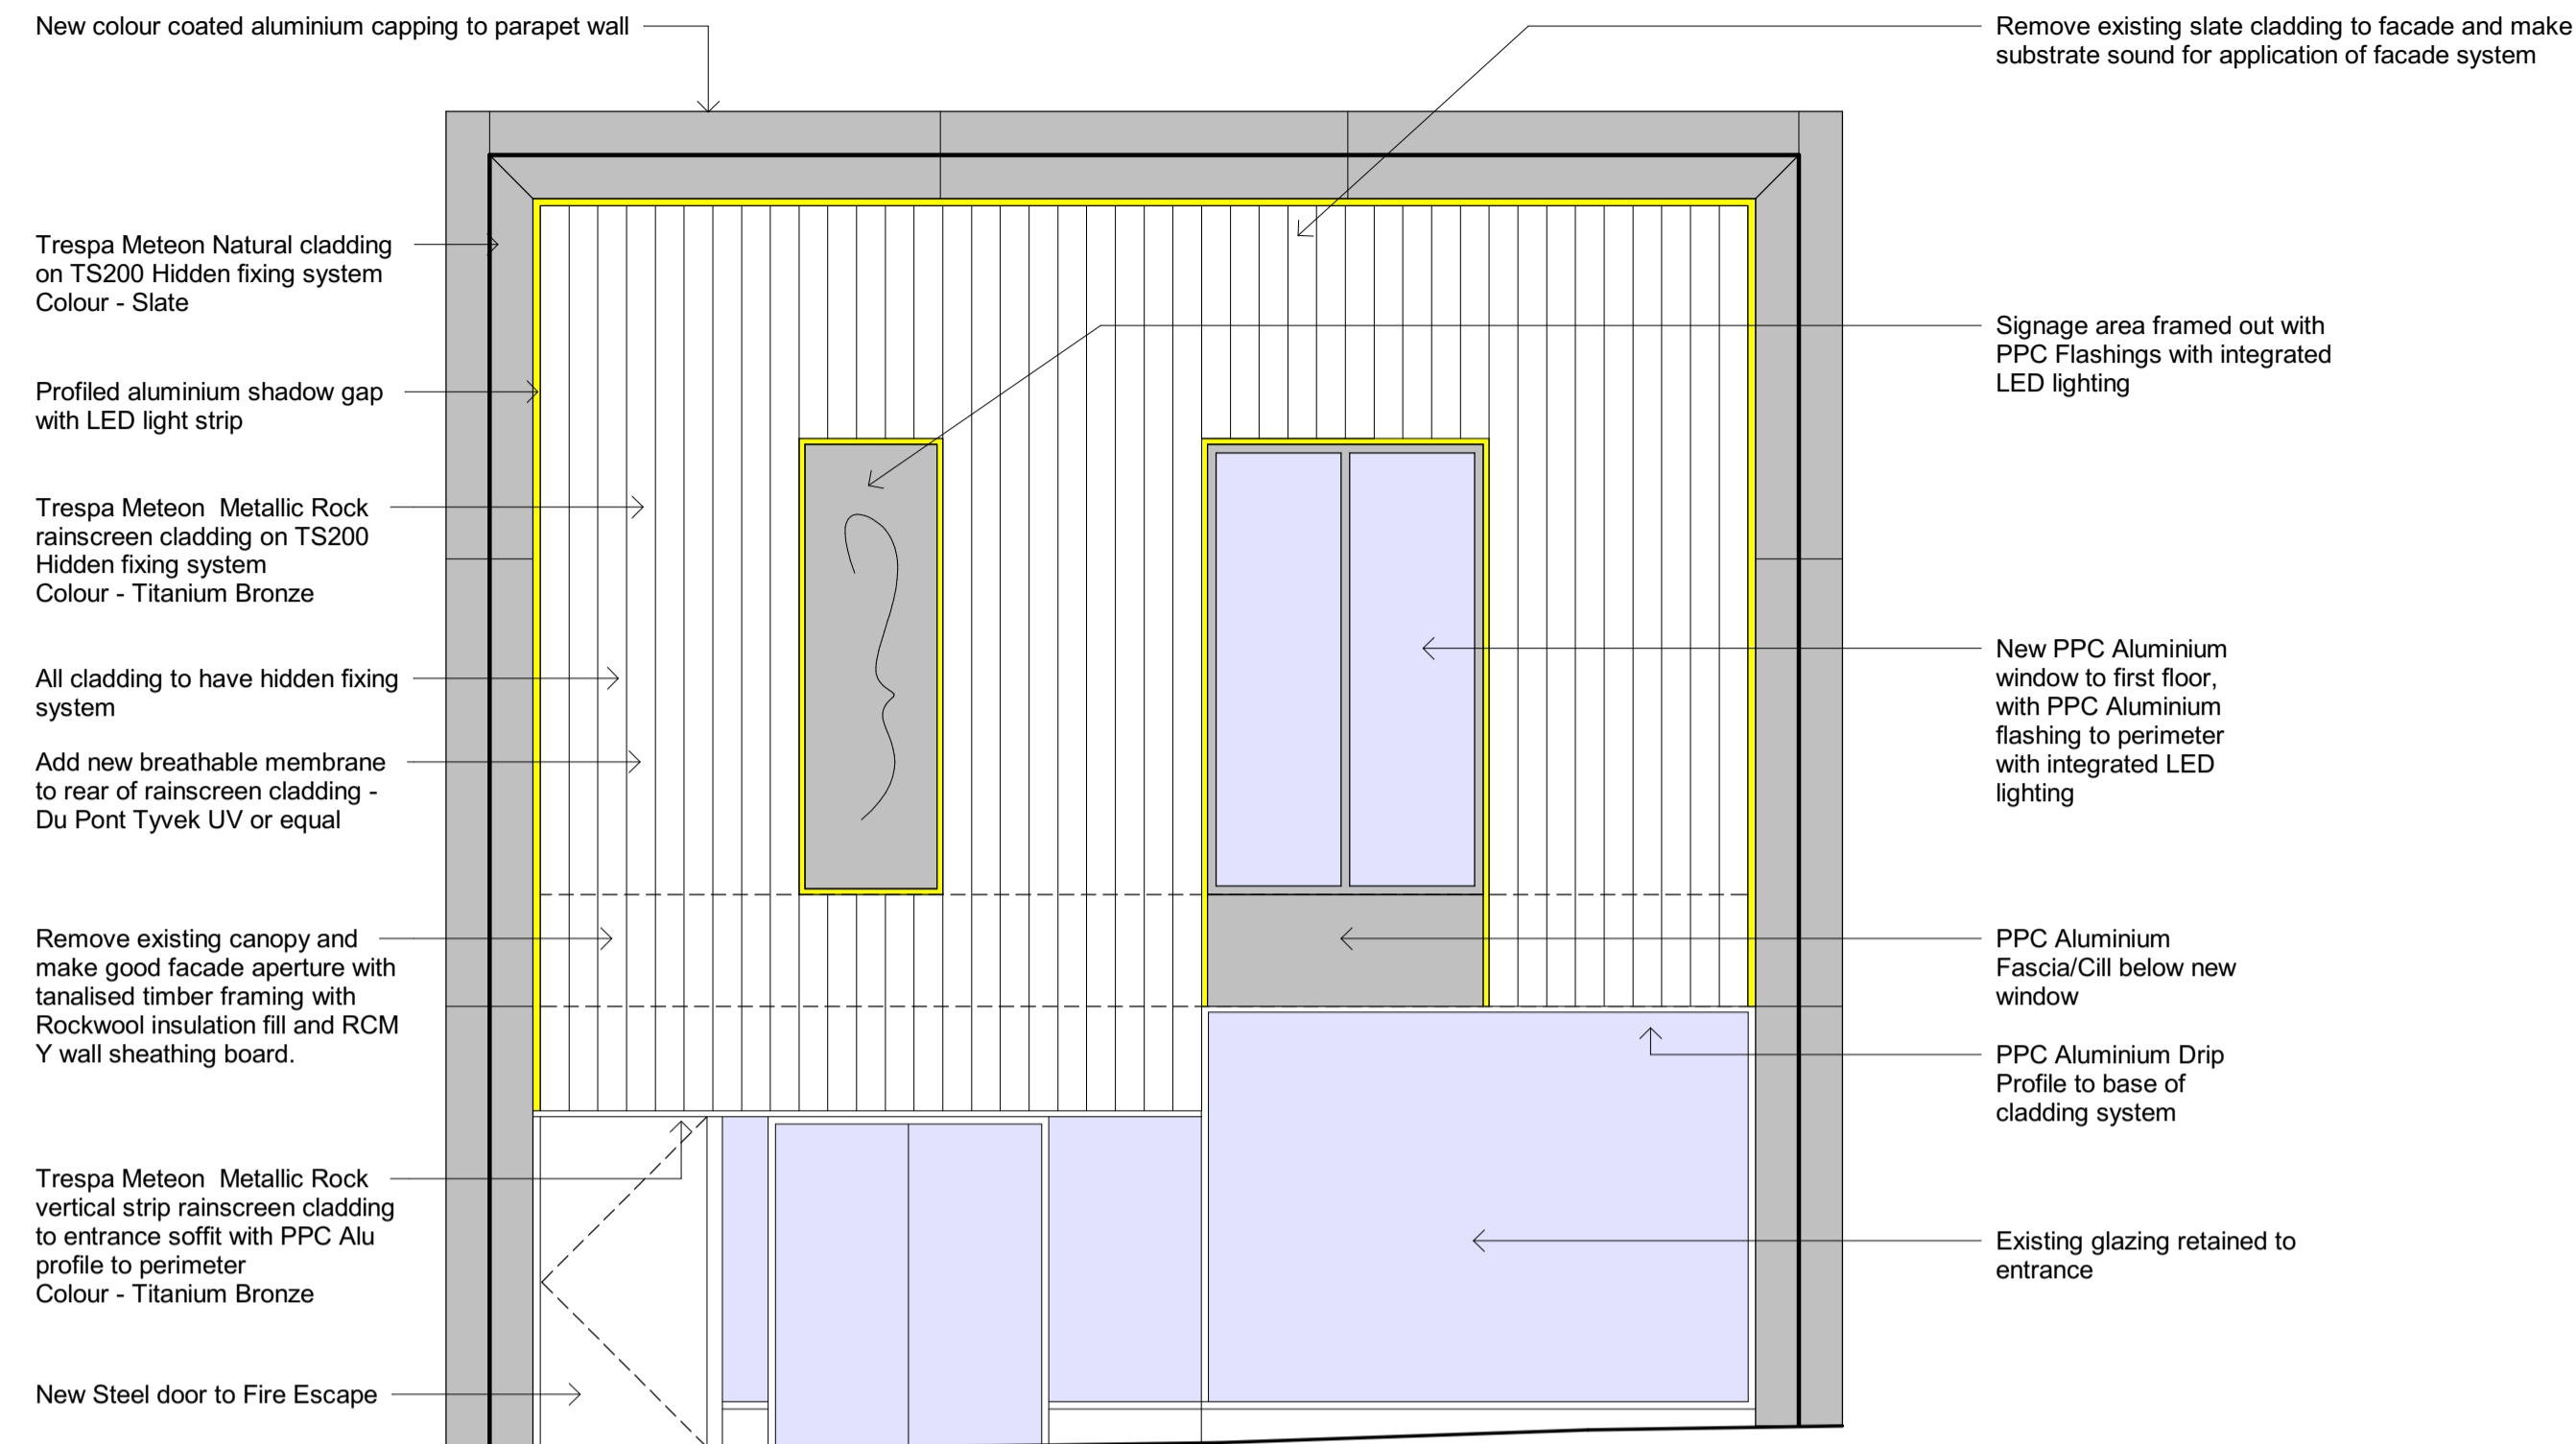 New colour coated aluminium capping to parapet wall
Trespa Meteon Natural cladding
on TS200 Hidden fixing system
Colour - Slate
Profiled aluminium shadow gap
with LED light strip
Trespa Meteon  Metallic Rock
rainscreen cladding on TS200
Hidden fixing system
Colour - Titanium Bronze
All cladding to have hidden fixing
system
Add new breathable membrane
to rear of rainscreen cladding -
Du Pont Tyvek UV or equal
Remove existing canopy and
make good facade aperture with
tanalised timber framing with
Rockwool insulation fill and RCM
Y wall sheathing board.
Trespa Meteon  Metallic Rock
vertical strip rainscreen cladding
to entrance soffit with PPC Alu
profile to perimeter
Colour - Titanium Bronze
New Steel door to Fire Escape
Remove existing slate cladding to facade and make
substrate sound for application of facade system
Signage area framed out with
PPC Flashings with integrated
LED lighting
New PPC Aluminium
window to first floor,
with PPC Aluminium
flashing to perimeter
with integrated LED
lighting
PPC Aluminium
Fascia/Cill below new
window
PPC Aluminium Drip
Profile to base of
cladding system
Existing glazing retained to
entrance